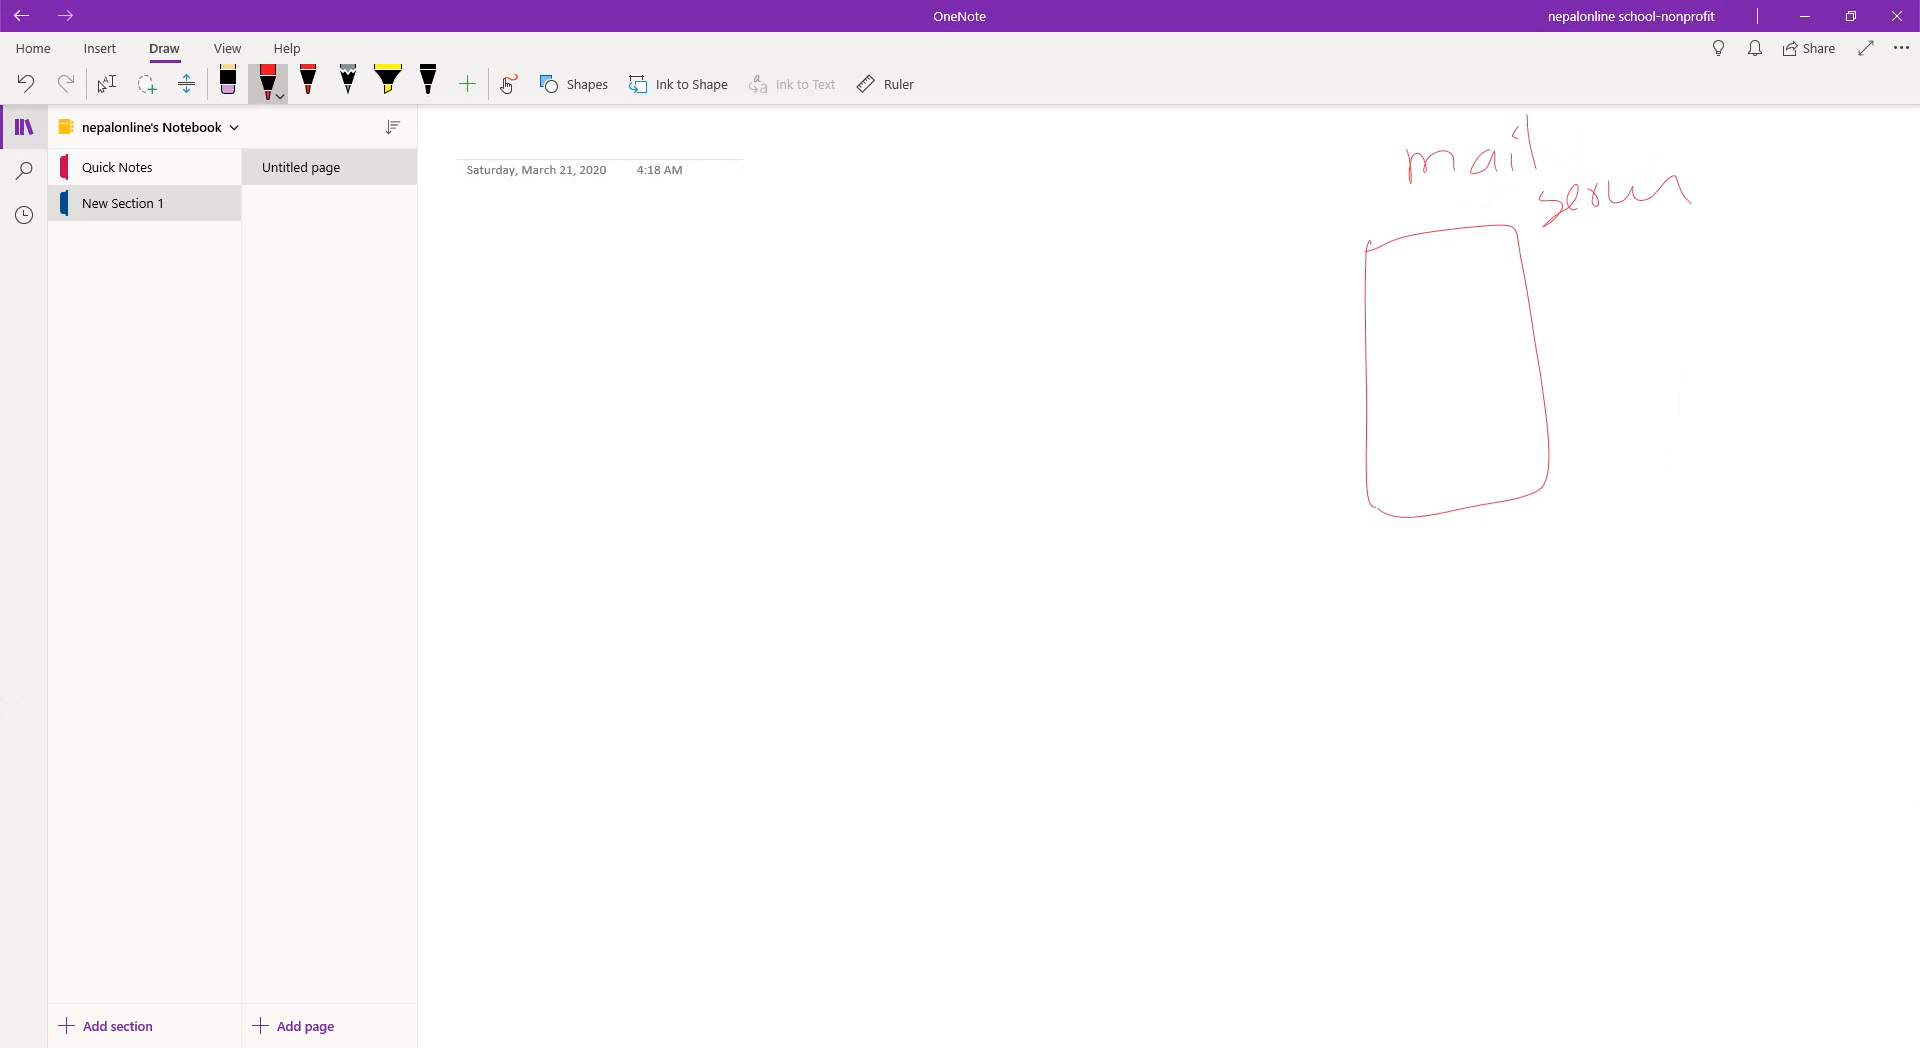 OneNote
nepalonline school-nonprofit
Home Insert Draw View Help
Share
Shapes Ink to Shape Ink to Text Ruler
nepalonline's Notebook
Quick Notes
Untitled page
New Section 1
Saturday, March 21, 2020 4:18 AM
mail
Add section
Add page